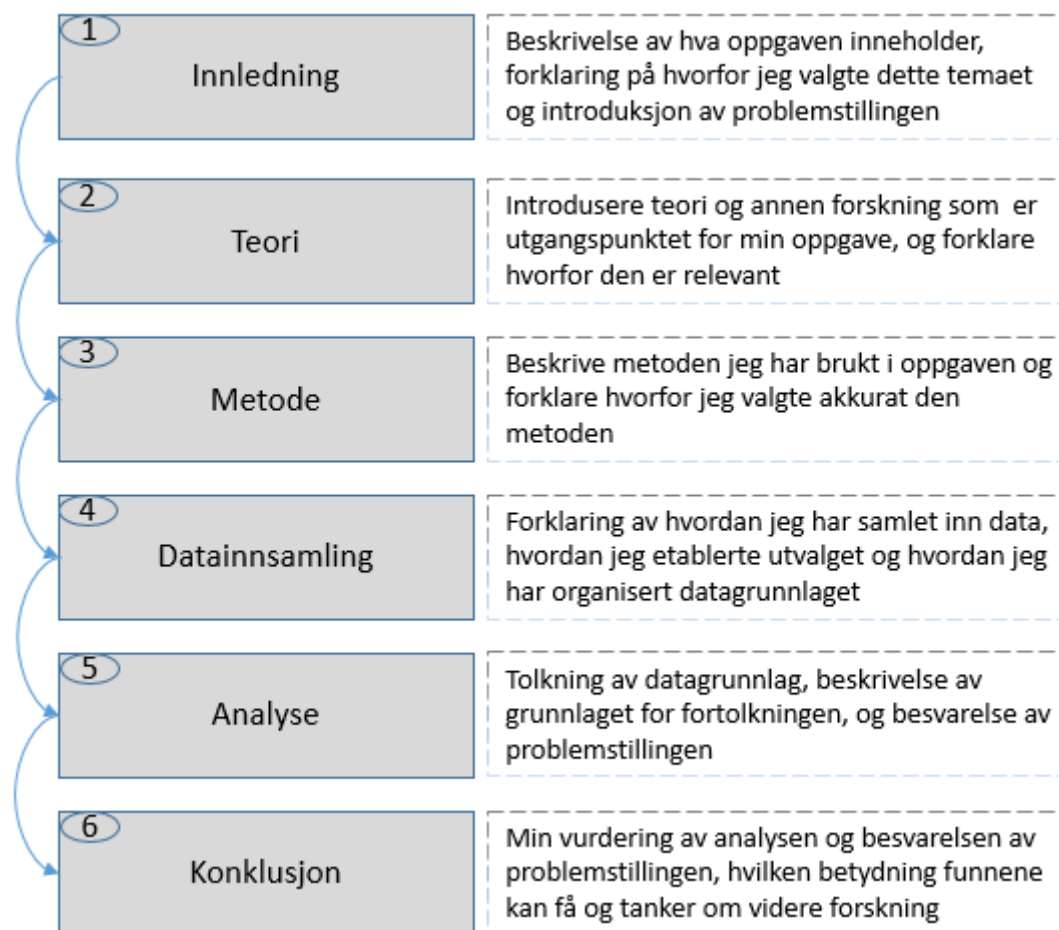 1
Innledning
Beskrivelse av hva oppgaven inneholder,
forklaring på hvorfor jeg valgte dette temaet
og introduksjon av problemstillingen
2
Teori
Introdusere teori og annen forskning som  er
utgangspunktet for min oppgave, og forklare
hvorfor den er relevant
3
Metode
Beskrive metoden jeg har brukt i oppgaven og
forklare hvorfor jeg valgte akkurat den
metoden
4
Datainnsamling
Forklaring av hvordan jeg har samlet inn data,
hvordan jeg etablerte utvalget og hvordan jeg
har organisert datagrunnlaget
5
Analyse
Tolkning av datagrunnlag, beskrivelse av
grunnlaget for fortolkningen, og besvarelse av
problemstillingen
6
Konklusjon
Min vurdering av analysen og besvarelsen av
problemstillingen, hvilken betydning funnene
kan få og tanker om videre forskning